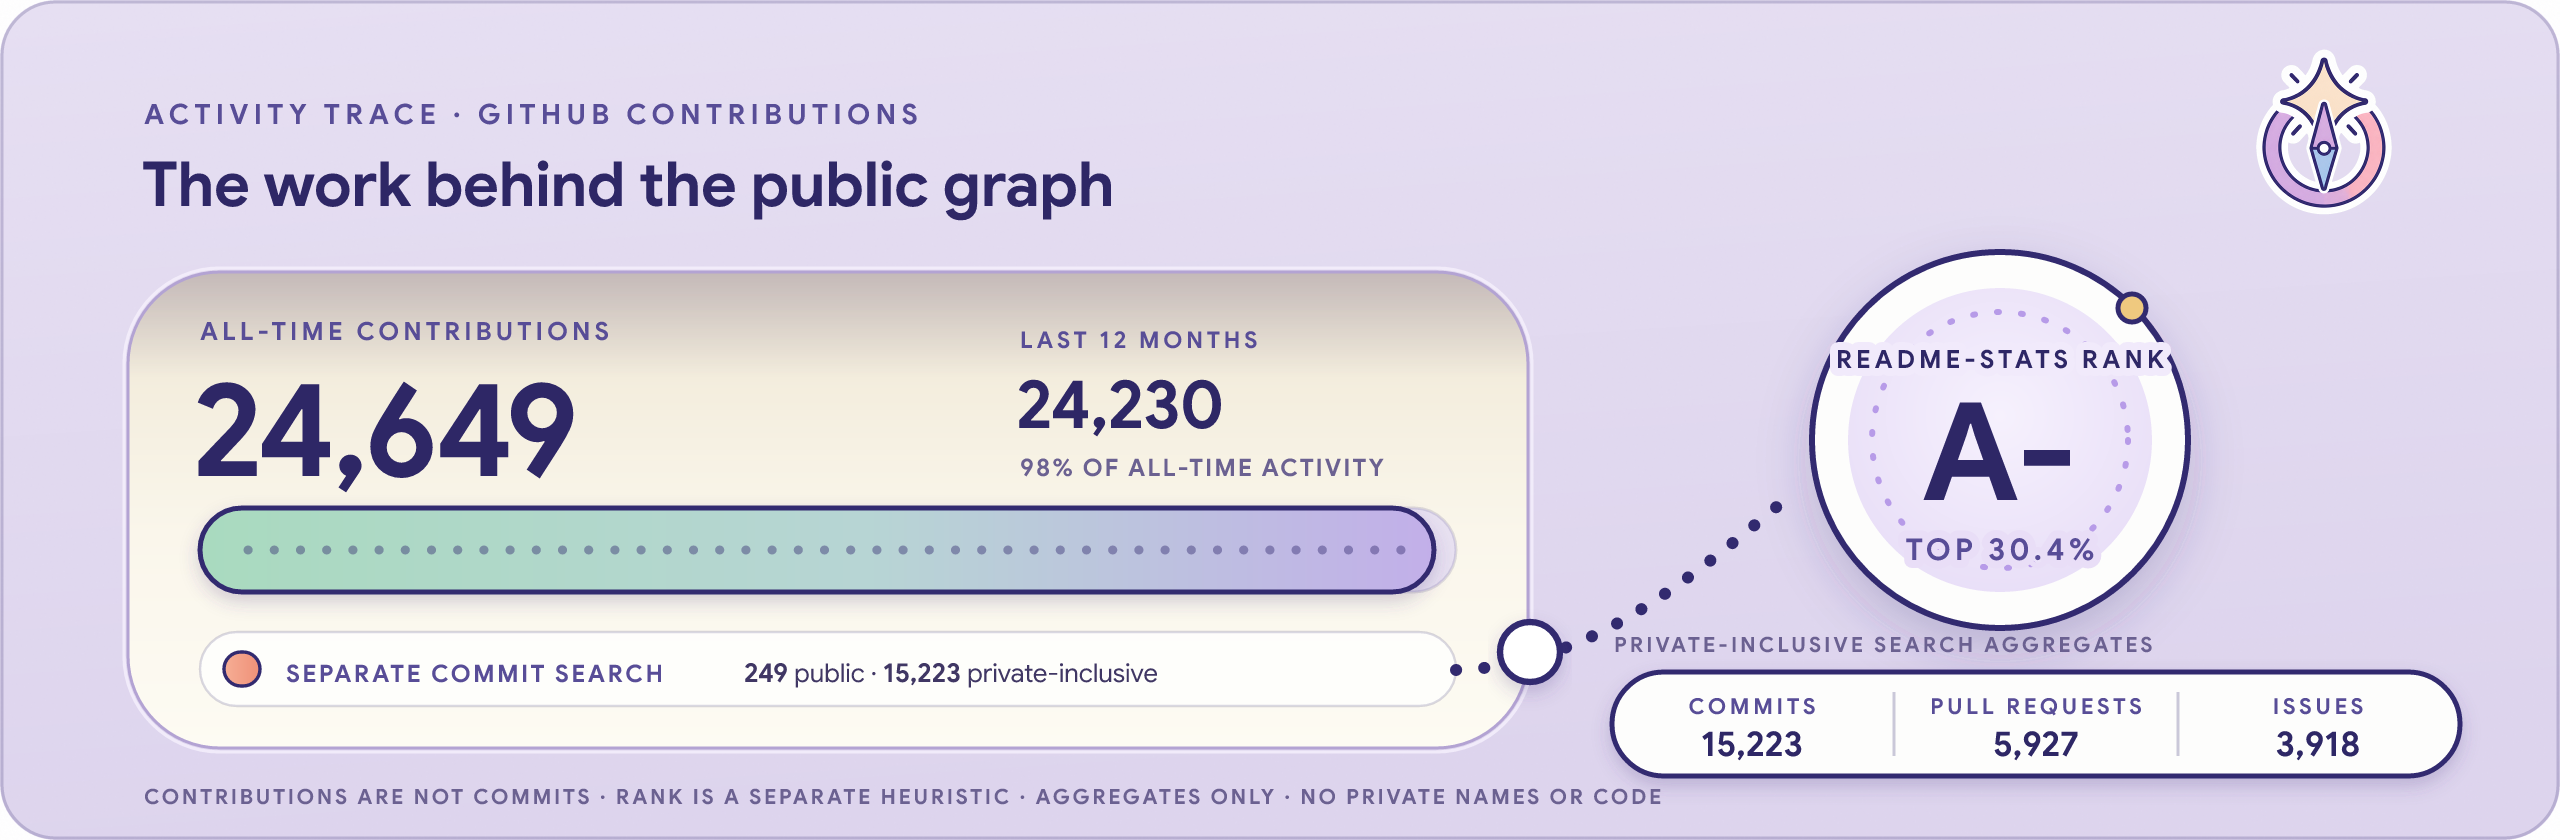 ACTIVITY TRACE · GITHUB CONTRIBUTIONS
The work behind the public graph
ALL-TIME CONTRIBUTIONS
24,649
LAST 12 MONTHS
24,230
98% OF ALL-TIME ACTIVITY
SEPARATE COMMIT SEARCH
249 public · 15,223 private-inclusive
README-STATS RANK
A-
TOP 30.4%
PRIVATE-INCLUSIVE SEARCH AGGREGATES
COMMITS
15,223
PULL REQUESTS
5,927
ISSUES
3,918
CONTRIBUTIONS ARE NOT COMMITS · RANK IS A SEPARATE HEURISTIC · AGGREGATES ONLY · NO PRIVATE NAMES OR CODE